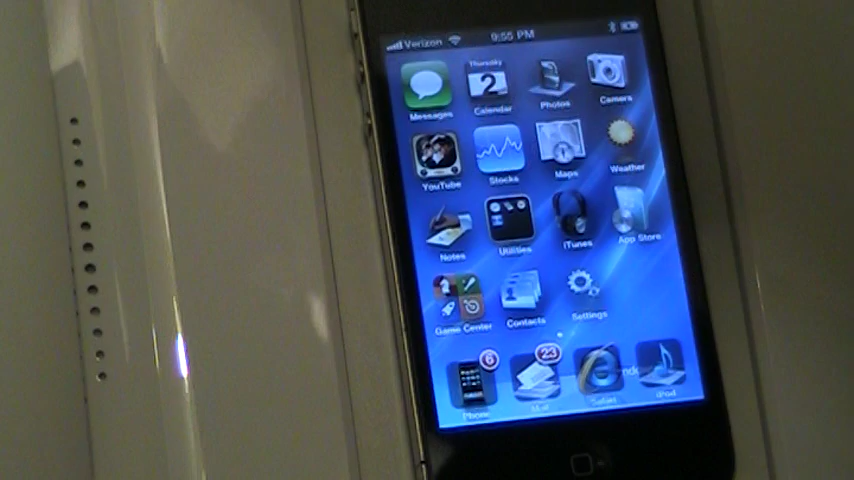 Verizon 9:55 PM
Thursday
2
Messages Calendar Photos Camera
YouTube Stocks Maps Weather
Notes Utilities iTunes App Store
1
Game Center Contacts Settings
6 23
Phone Mail Safari iPod